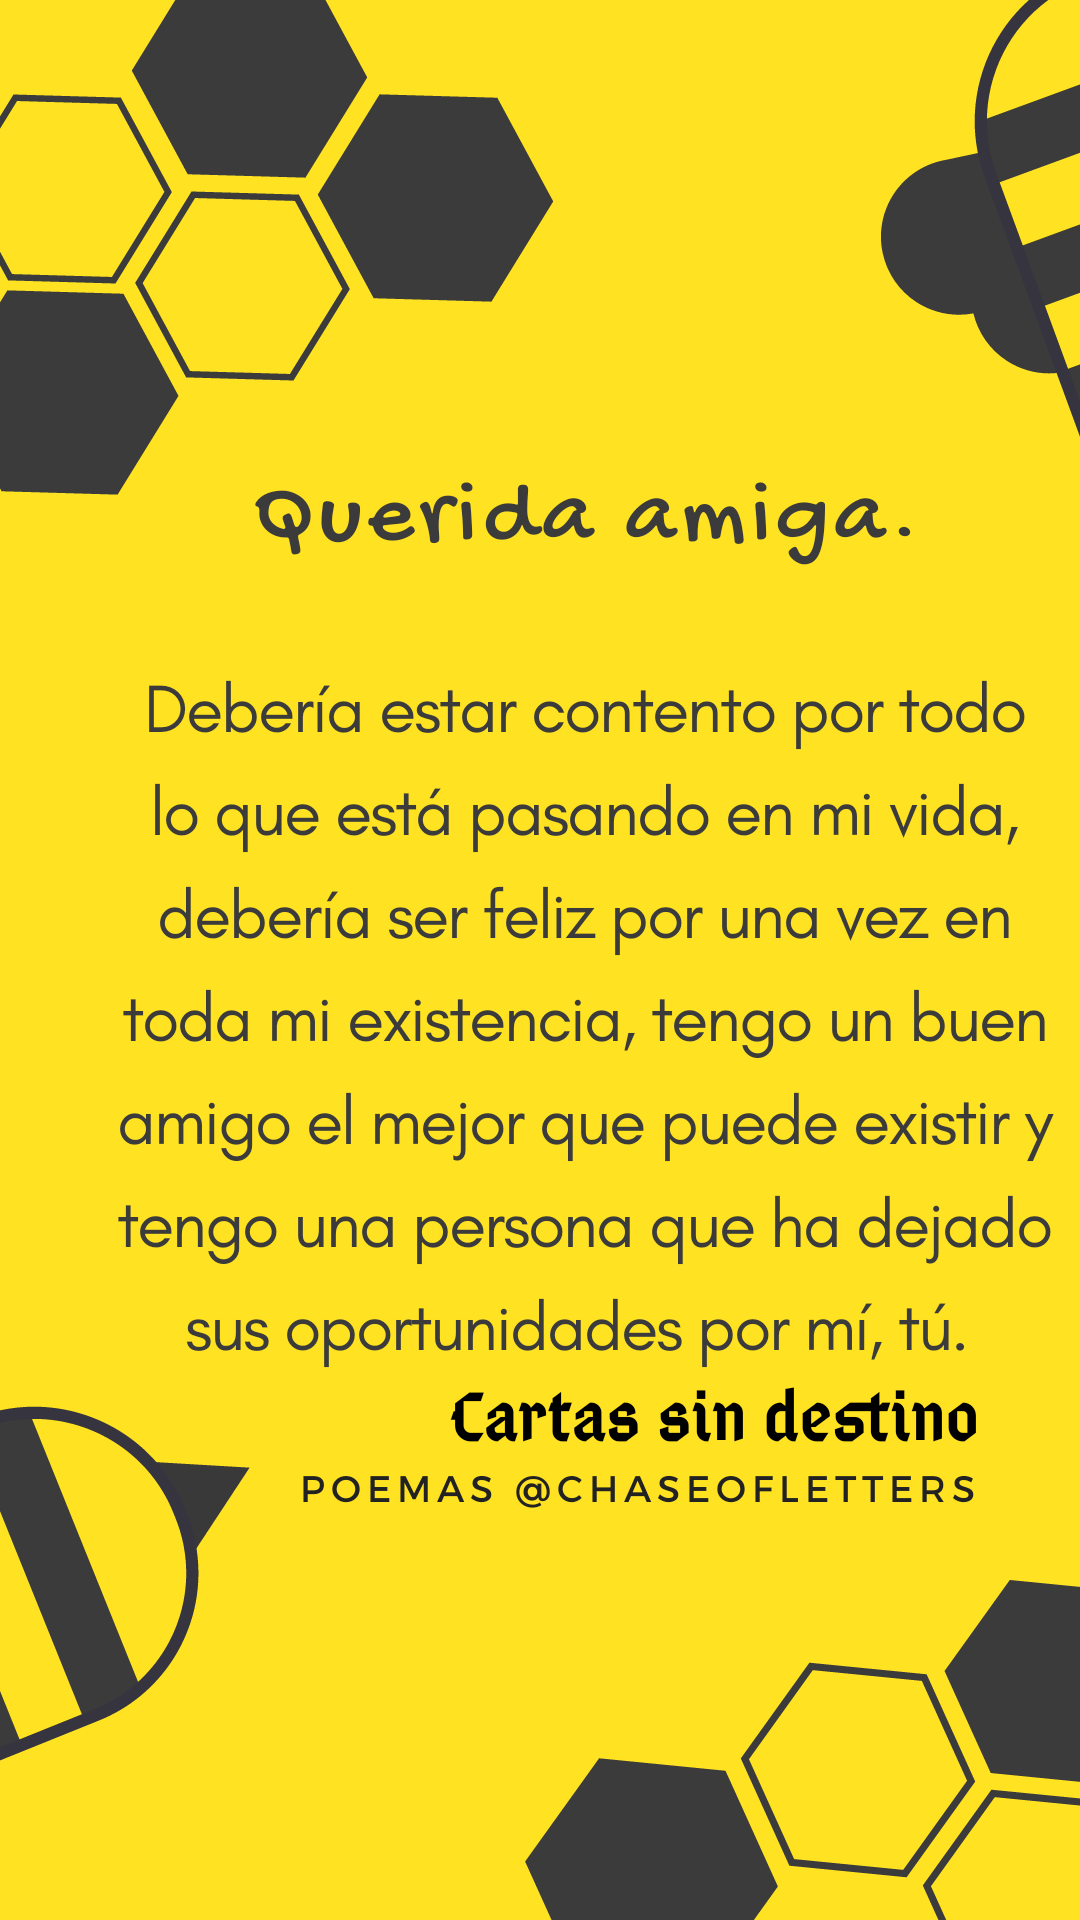 Querida amiga.
Debería estar contento por todo
lo que está pasando en mi vida,
debería ser feliz por una vez en
toda mi existencia, tengo un buen
amigo el mejor que puede existir y
tengo una persona que ha dejado
sus oportunidades por mí, tú.
Cartas sin destino
POEMAS @CHASEOFLETTERS